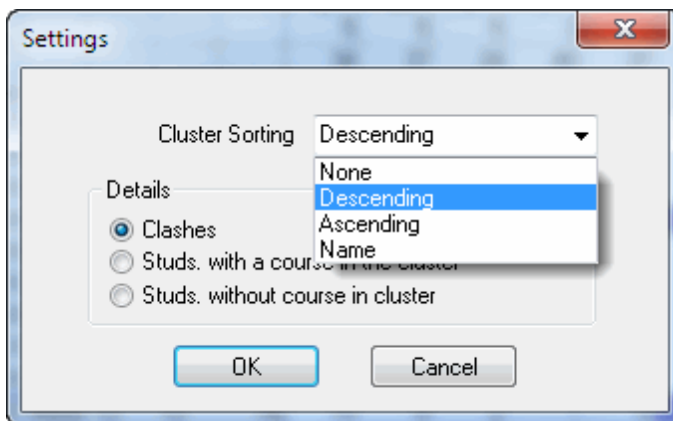 Settings
Cluster Sorting Descending
None
Descending
Ascending
Name
Details
Clashes
Studs. with a course in the cluster
Studs. without course in cluster
OK Cancel